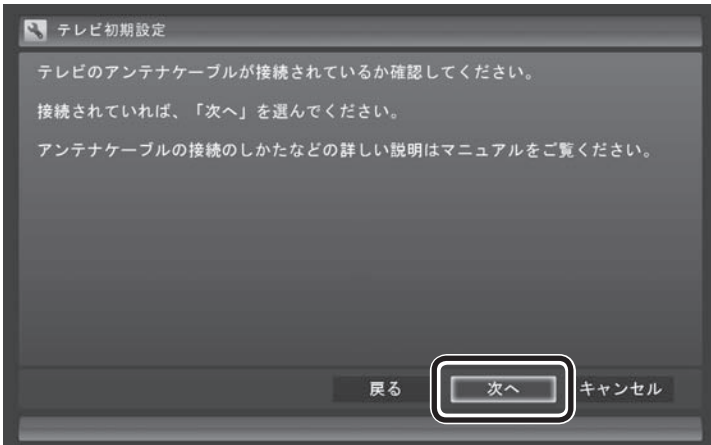 テレビ初期設定
テレビのアンテナケーブルが接続されているか確認してください。
接続されていれば、「次へ」を選んでください。
アンテナケーブルの接続のしかたなどの詳しい説明はマニュアルをご覧ください。
戻る 次へ キャンセル